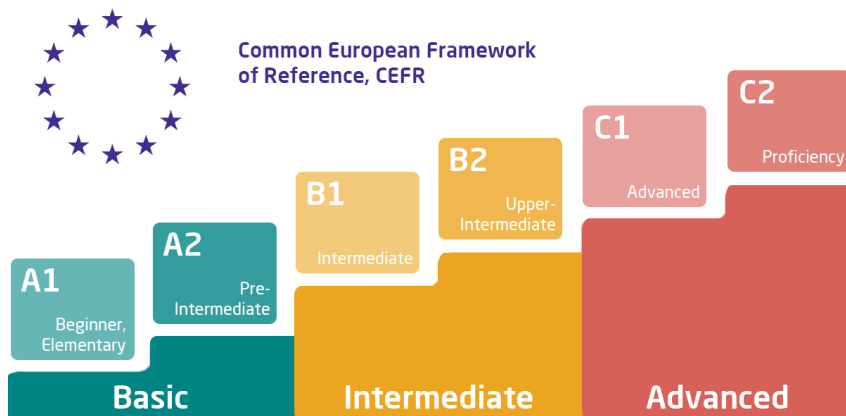 Common European Framework
of Reference, CEFR
A1
Beginner,
Elementary
A2
Pre-
Intermediate
B1
Intermediate
B2
Upper-
Intermediate
C1
Advanced
C2
Proficiency
Basic
Intermediate
Advanced